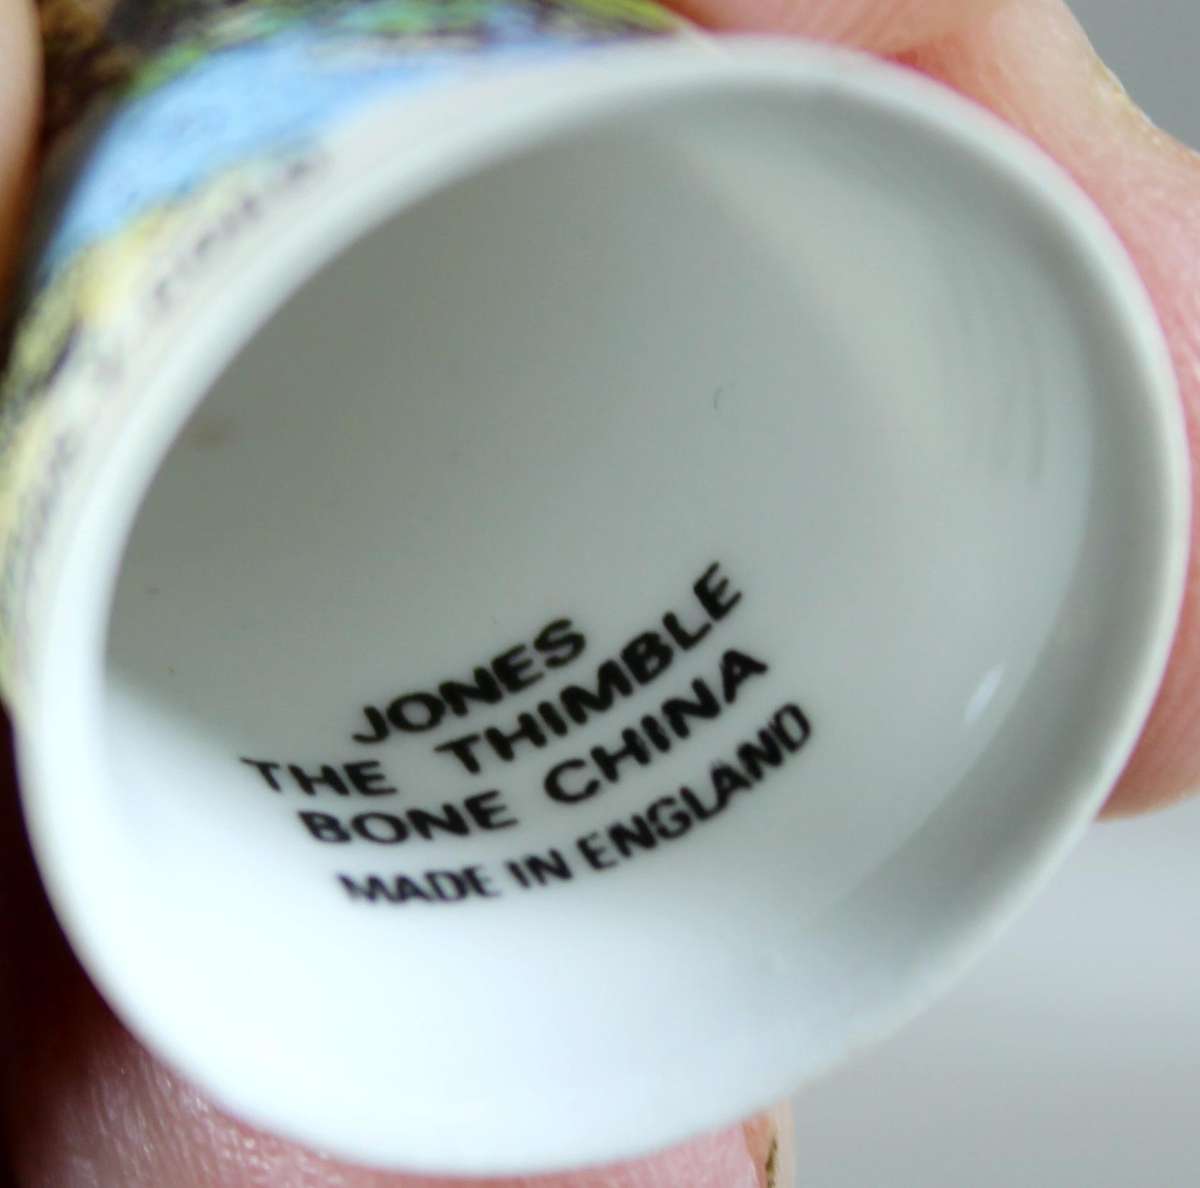 JONES
THE THIMBLE
BONE CHINA
MADE IN ENGLAND